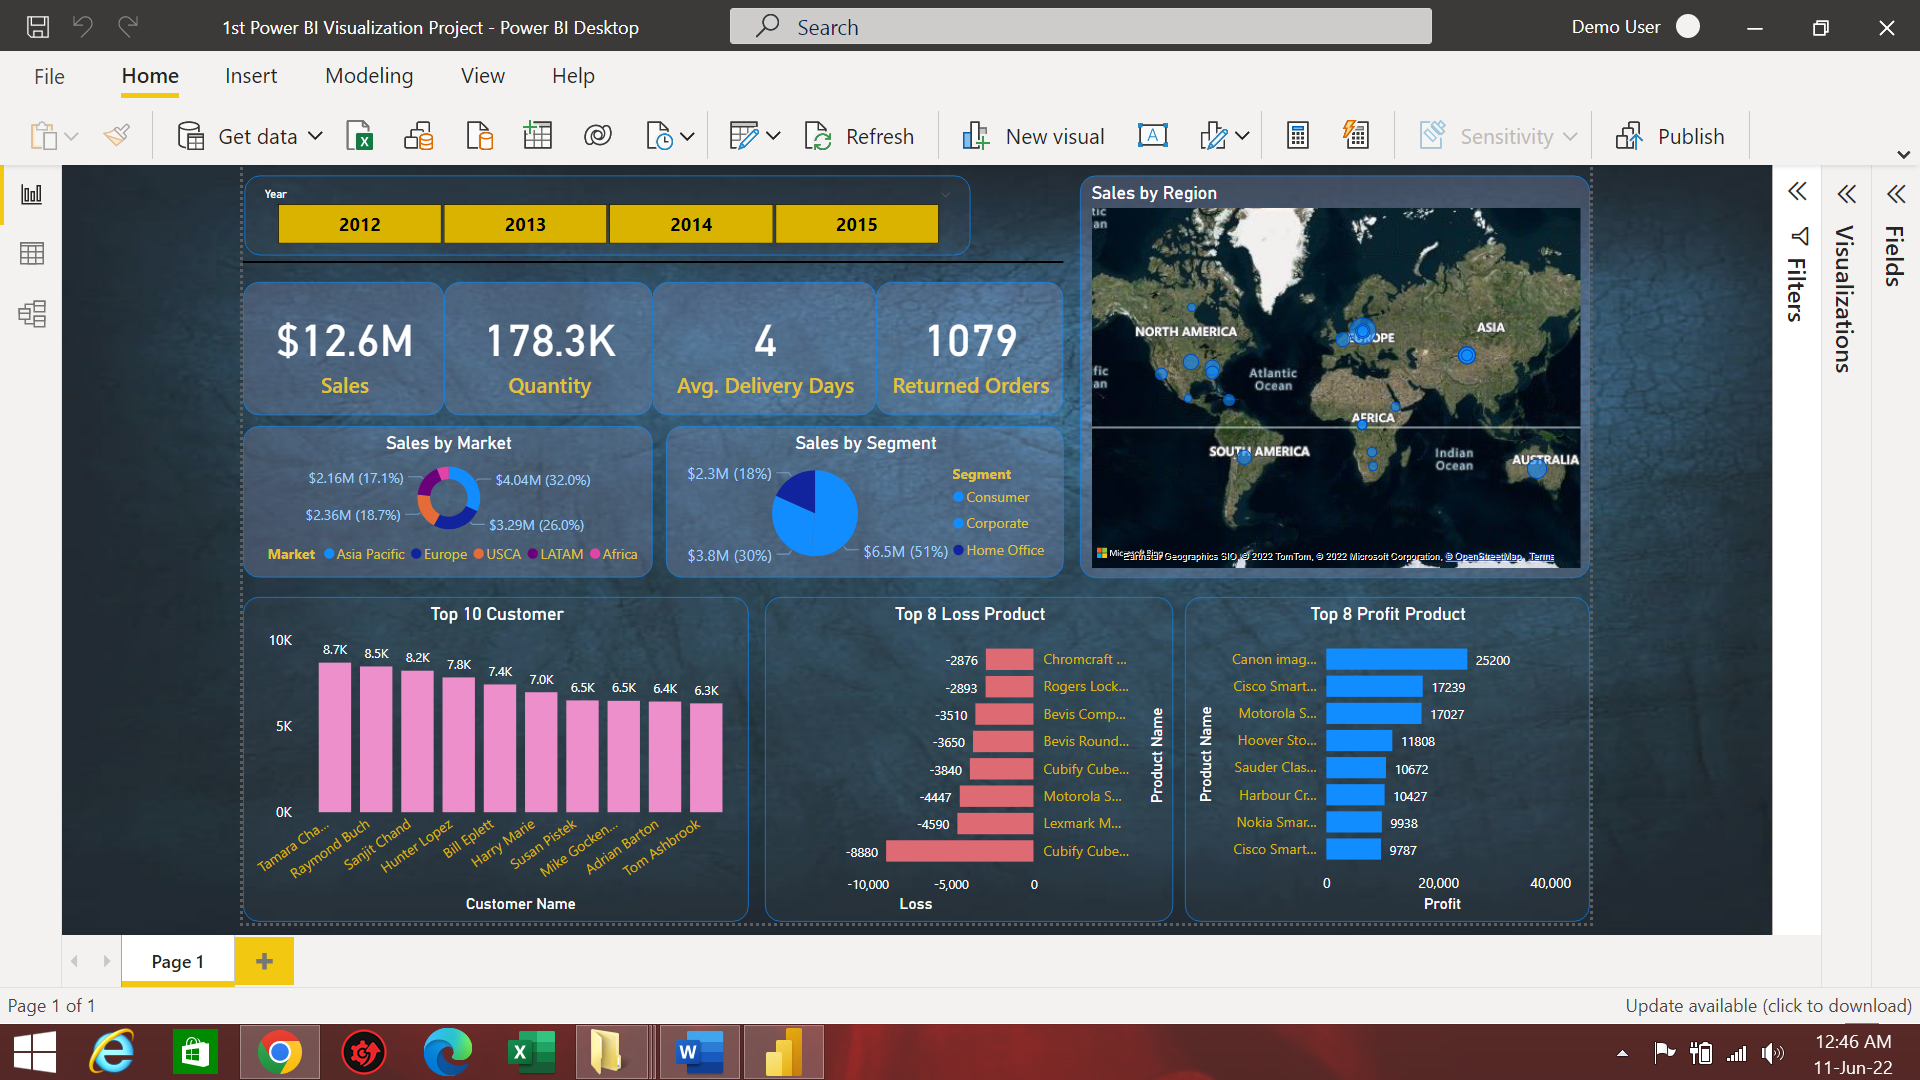 1st Power BI Visualization Project - Power BI Desktop
Search
Demo User
File Home Insert Modeling View Help
Get data
Refresh
New visual
Sensitivity
Publish
Year
2012 2013 2014 2015
$12.6M
Sales
178.3K
Quantity
4
Avg. Delivery Days
1079
Returned Orders
Sales by Region
tic
an
NORTH AMERICA
EUROPE
ASIA
fic
an
Atlantic
Ocean
AFRICA
SOUTH AMERICA
Indian
Ocean
AUSTRALIA
Microsoft Bing
Earthstar Geographics SIO, © 2022 TomTom, © 2022 Microsoft Corporation, © OpenStreetMap Terms
Filters
Visualizations
Fields
Sales by Market
$2.16M (17.1%)
$4.04M (32.0%)
$2.36M (18.7%)
$3.29M (26.0%)
Market Asia Pacific Europe USCA LATAM Africa
Sales by Segment
$2.3M (18%)
$3.8M (30%)
$6.5M (51%)
Segment
Consumer
Corporate
Home Office
Top 10 Customer
10K
5K
0K
8.7K 8.5K 8.2K 7.8K 7.4K 7.0K 6.5K 6.5K 6.4K 6.3K
Tamara Cha...
Raymond Buch
Sanjit Chand
Hunter Lopez
Bill Eplett
Harry Marie
Susan Pistek
Mike Gocken...
Adrian Barton
Tom Ashbrook
Customer Name
Top 8 Loss Product
-2876 Chromcraft ...
-2893 Rogers Lock...
-3510 Bevis Comp...
-3650 Bevis Round...
-3840 Cubify Cube...
-4447 Motorola S...
-4590 Lexmark M...
-8880 Cubify Cube...
-10,000 -5,000 0
Loss
Product Name
Top 8 Profit Product
Product Name
Canon imag... 25200
Cisco Smart... 17239
Motorola S... 17027
Hoover Sto... 11808
Sauder Clas... 10672
Harbour Cr... 10427
Nokia Smar... 9938
Cisco Smart... 9787
0 20,000 40,000
Profit
Page 1
Page 1 of 1
Update available (click to download)
12:46 AM
11-Jun-22